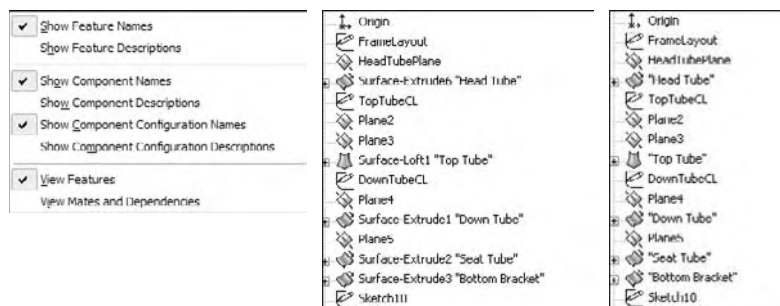 Show Feature Names
Show Feature Descriptions
Show Component Names
Show Component Descriptions
Show Component Configuration Names
Show Component Configuration Descriptions
View Features
View Mates and Dependencies
Origin
FrameLayout
HeadTubePlane
Surface-Extrude6 "Head Tube"
TopTubeCL
Plane2
Plane3
Surface-Loft1 "Top Tube"
DownTubeCL
Plane4
Surface-Extrude1 "Down Tube"
Plane5
Surface-Extrude2 "Seat Tube"
Surface-Extrude3 "Bottom Bracket"
Sketch10
Origin
FrameLayout
HeadTubePlane
"Head Tube"
TopTubeCL
Plane2
Plane3
"Top Tube"
DownTubeCL
Plane4
"Down Tube"
Plane5
"Seat Tube"
"Bottom Bracket"
Sketch10